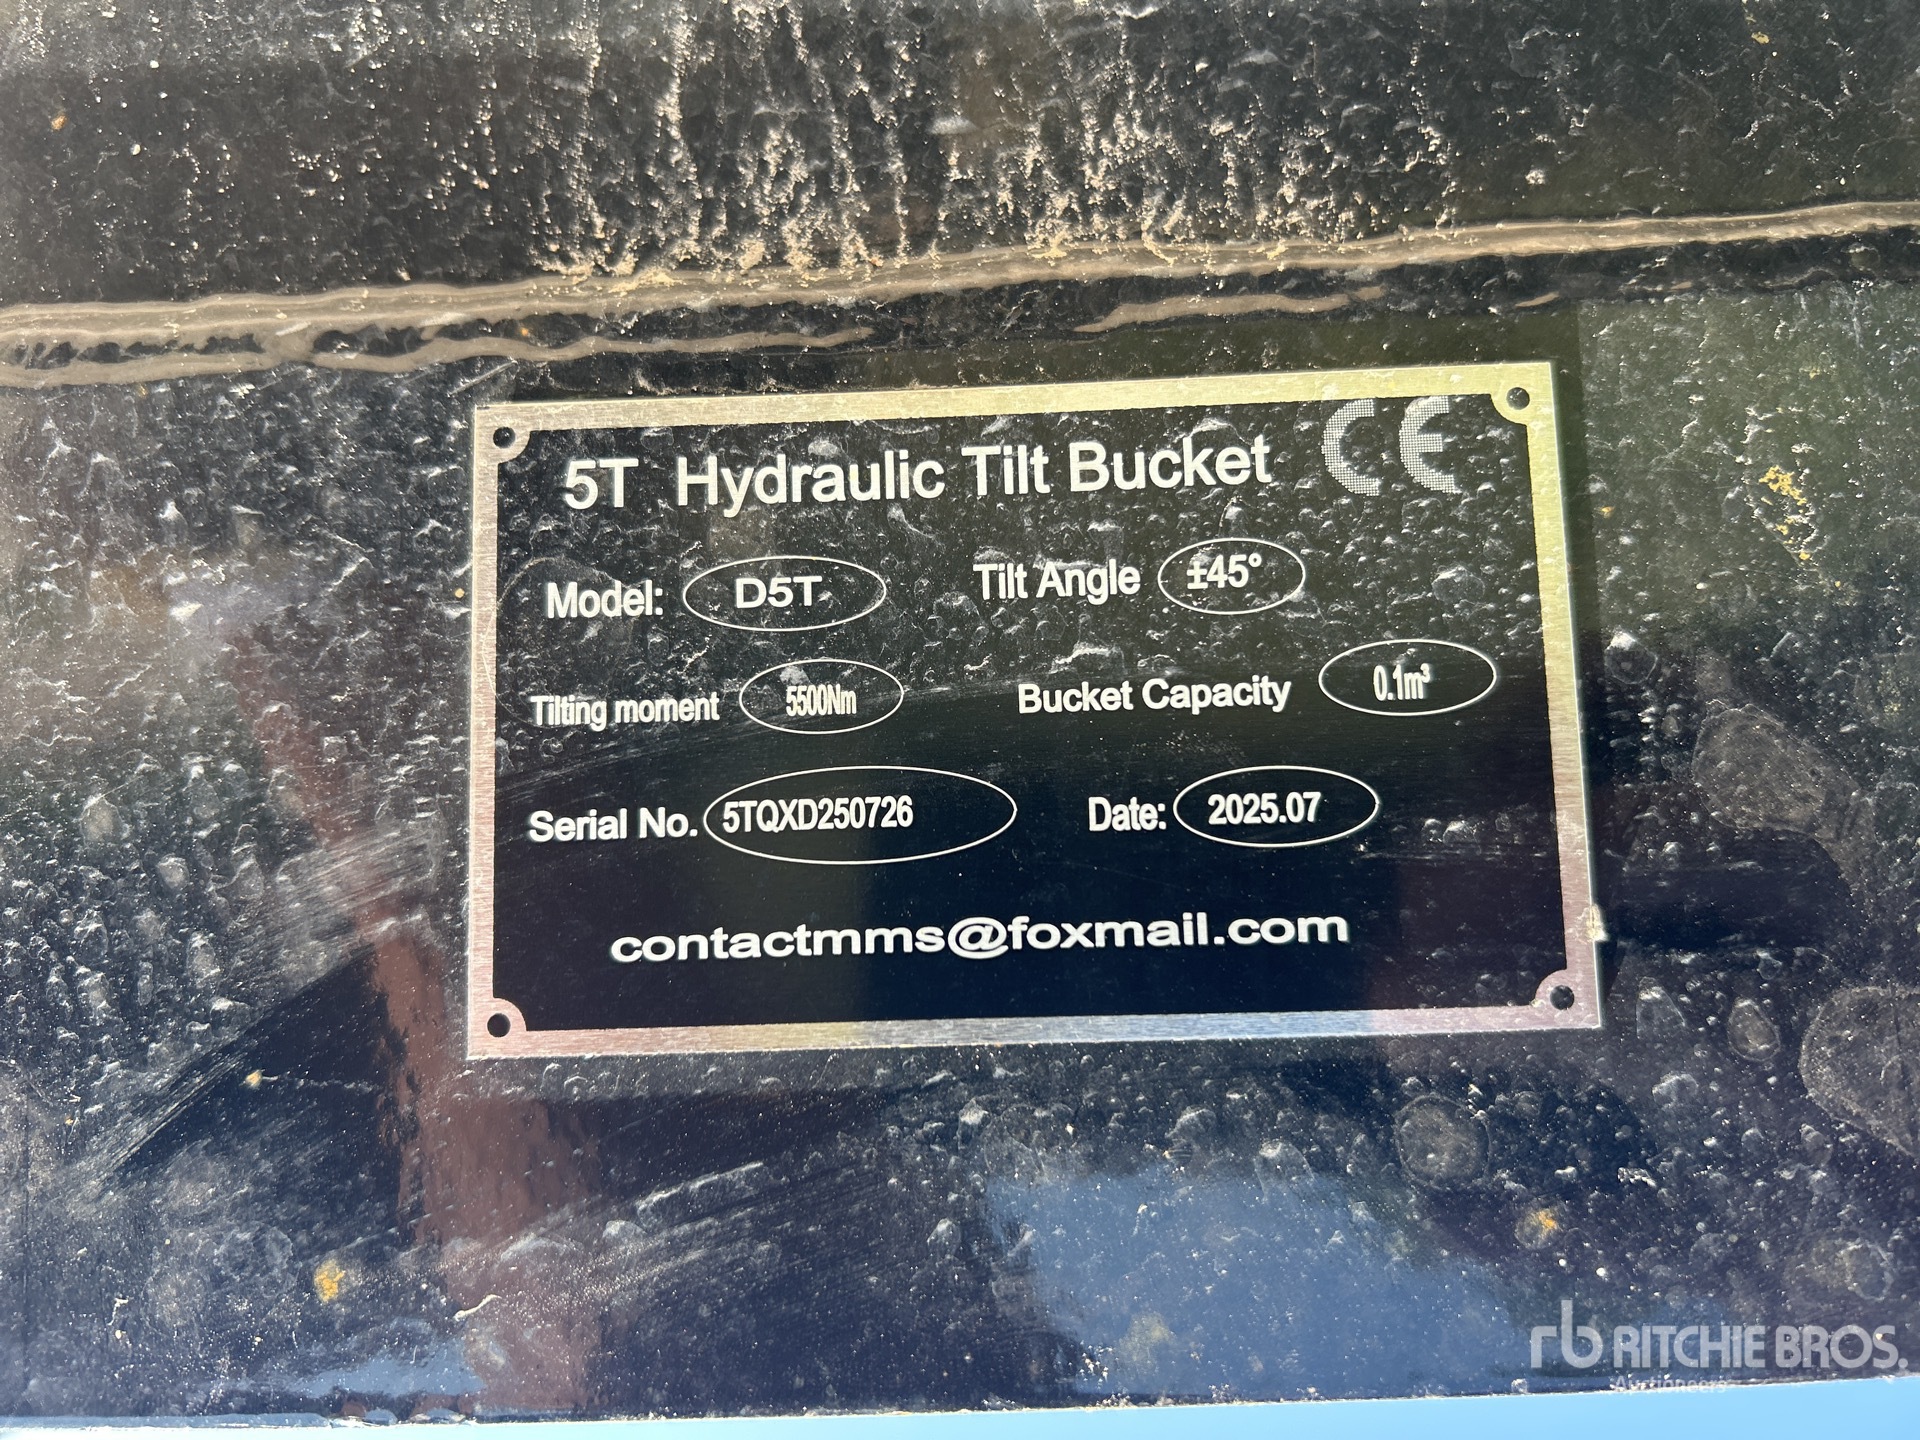 5T Hydraulic Tilt Bucket CE
Model: D5T Tilt Angle ±45°
Tilting moment 5500Nm Bucket Capacity 0.1m³
Serial No. 5TQXD250726 Date: 2025.07
contactmms@foxmail.com
rb RITCHIE BROS.
Auctioneers